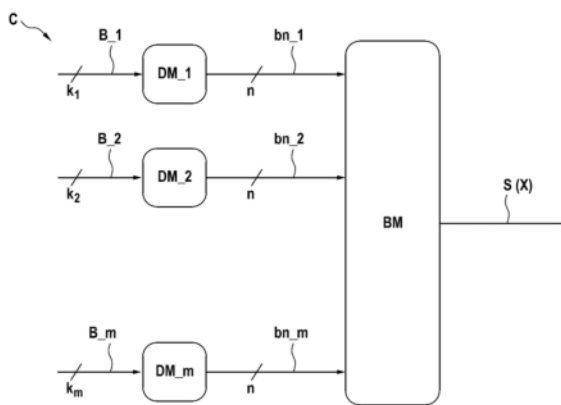 C
B_1
bn_1
DM_1
k1
n
B_2
bn_2
DM_2
k2
n
S (X)
BM
B_m
bn_m
DM_m
km
n